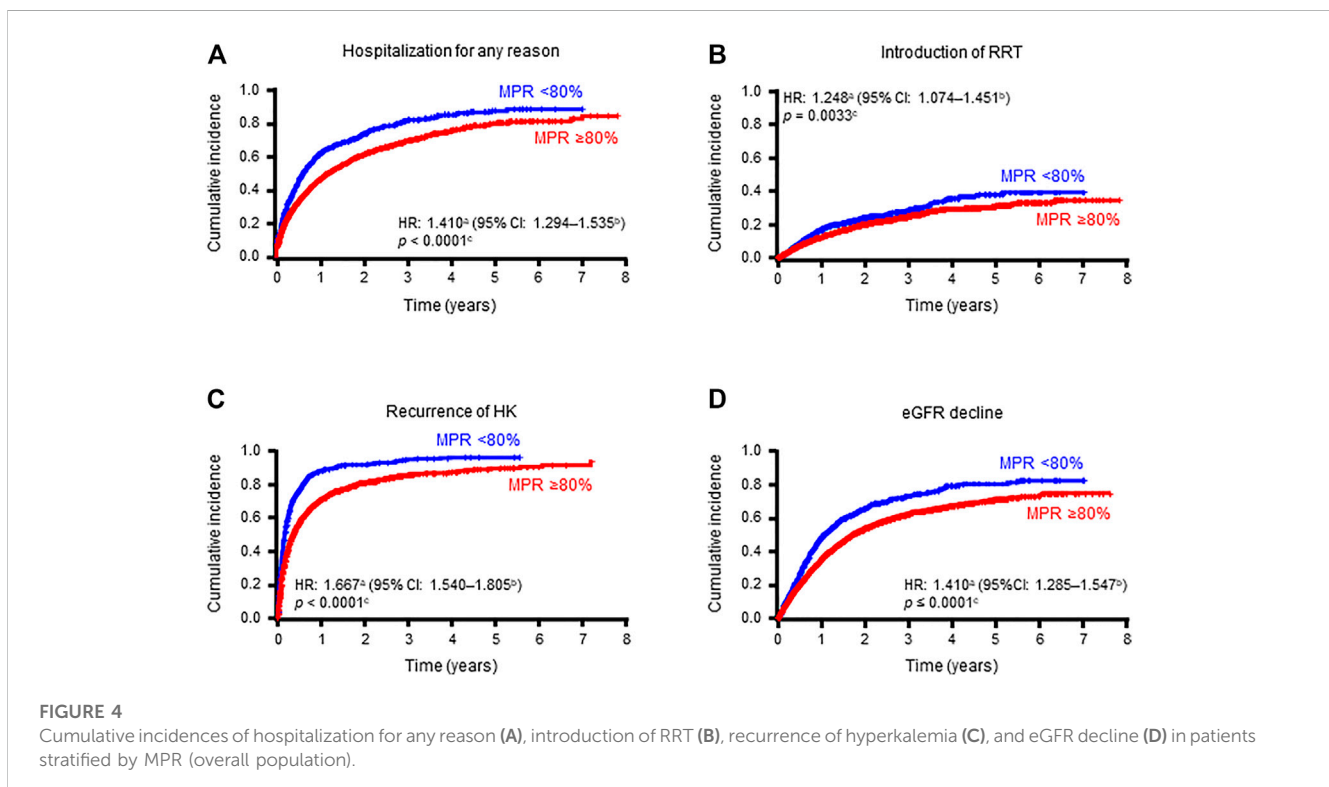 A
Hospitalization for any reason
Cumulative incidence
1.0
0.8
0.6
0.4
0.2
0.0
MPR <80%
MPR ≥80%
HR: 1.410ᵃ (95% CI: 1.294–1.535ᵇ)
p < 0.0001ᶜ
0 1 2 3 4 5 6 7 8
Time (years)
B
Introduction of RRT
Cumulative incidence
1.0
0.8
0.6
0.4
0.2
0.0
HR: 1.248ᵃ (95% CI: 1.074–1.451ᵇ)
p = 0.0033ᶜ
MPR <80%
MPR ≥80%
0 1 2 3 4 5 6 7 8
Time (years)
C
Recurrence of HK
Cumulative incidence
1.0
0.8
0.6
0.4
0.2
0.0
MPR <80%
MPR ≥80%
HR: 1.667ᵃ (95% CI: 1.540–1.805ᵇ)
p < 0.0001ᶜ
0 1 2 3 4 5 6 7 8
Time (years)
D
eGFR decline
Cumulative incidence
1.0
0.8
0.6
0.4
0.2
0.0
MPR <80%
MPR ≥80%
HR: 1.410ᵃ (95%CI: 1.285–1.547ᵇ)
p ≤ 0.0001ᶜ
0 1 2 3 4 5 6 7 8
Time (years)
FIGURE 4
Cumulative incidences of hospitalization for any reason (A), introduction of RRT (B), recurrence of hyperkalemia (C), and eGFR decline (D) in patients
stratified by MPR (overall population).